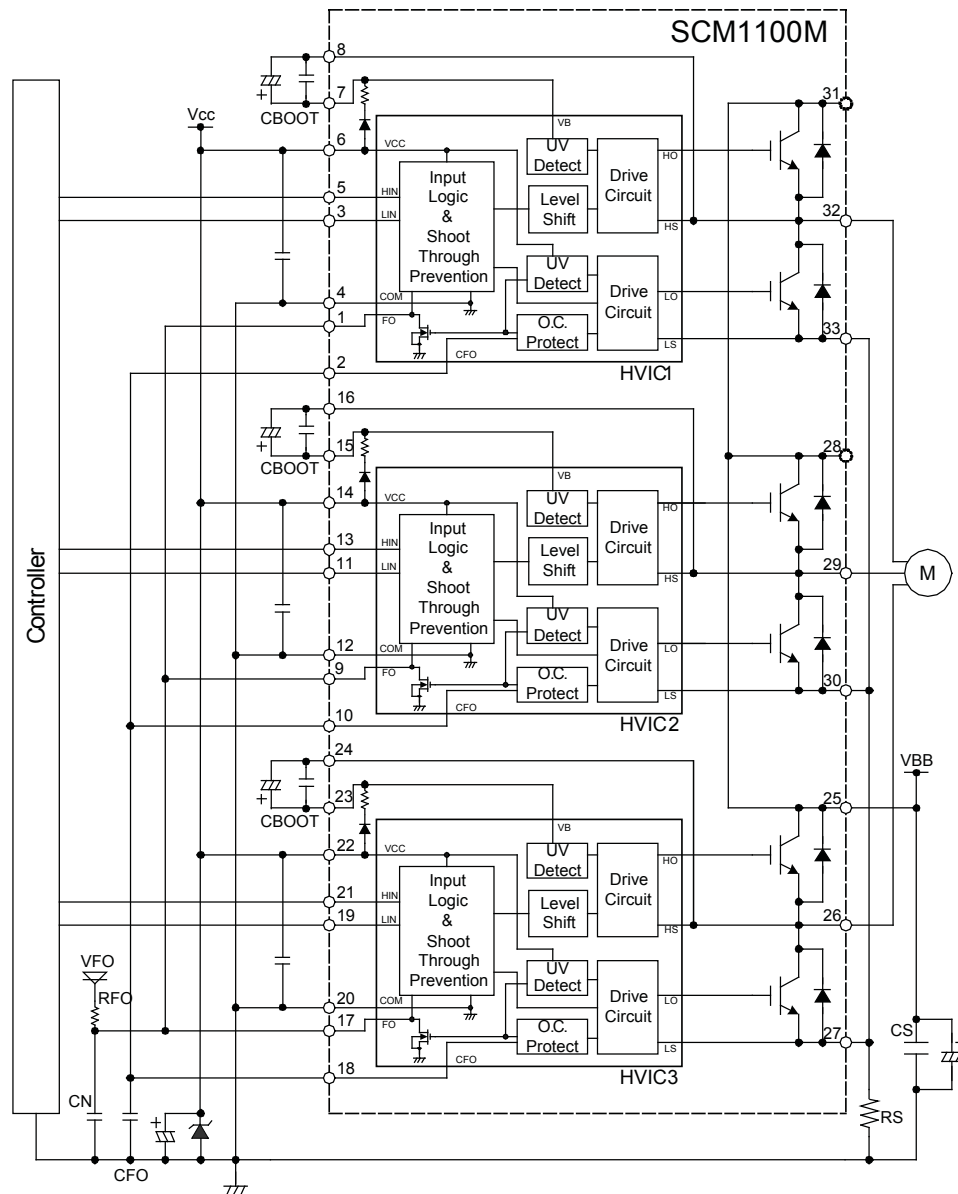 SCM1100M
8
31
7
CBOOT
Vcc
VB
6
VCC
UV
Detect
HO
Input
Logic
&
Shoot
Through
Prevention
Drive
Circuit
5
HIN
Level
Shift
3
LIN
HS
32
UV
Detect
Drive
Circuit
4
COM
LO
1
FO
O.C.
Protect
LS
33
2
CFO
HVIC1
16
15
CBOOT
28
VB
14
VCC
UV
Detect
HO
Input
Logic
&
Shoot
Through
Prevention
Drive
Circuit
13
HIN
Level
Shift
11
LIN
HS
29
M
Controller
UV
Detect
Drive
Circuit
12
COM
LO
9
FO
O.C.
Protect
LS
30
10
CFO
HVIC2
24
VBB
23
CBOOT
25
VB
22
VCC
UV
Detect
HO
Input
Logic
&
Shoot
Through
Prevention
Drive
Circuit
21
HIN
Level
Shift
19
LIN
HS
26
VFO
RFO
UV
Detect
Drive
Circuit
20
COM
LO
17
FO
O.C.
Protect
LS
27
CS
18
CFO
HVIC3
CN
RS
+
CFO